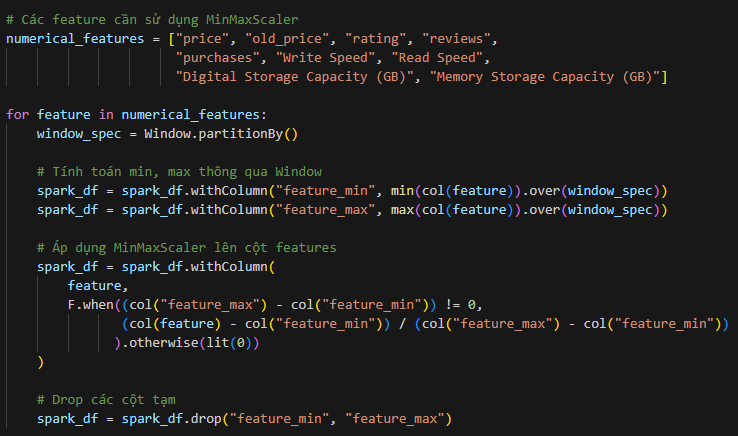 # Các feature cần sử dụng MinMaxScaler
numerical_features = ["price", "old_price", "rating", "reviews",
"purchases", "Write Speed", "Read Speed",
"Digital Storage Capacity (GB)", "Memory Storage Capacity (GB)"]
for feature in numerical_features:
window_spec = Window.partitionBy()
# Tính toán min, max thông qua Window
spark_df = spark_df.withColumn("feature_min", min(col(feature)).over(window_spec))
spark_df = spark_df.withColumn("feature_max", max(col(feature)).over(window_spec))
# Áp dụng MinMaxScaler lên cột features
spark_df = spark_df.withColumn(
feature,
F.when((col("feature_max") - col("feature_min")) != 0,
(col(feature) - col("feature_min")) / (col("feature_max") - col("feature_min"))
).otherwise(lit(0))
)
# Drop các cột tạm
spark_df = spark_df.drop("feature_min", "feature_max")